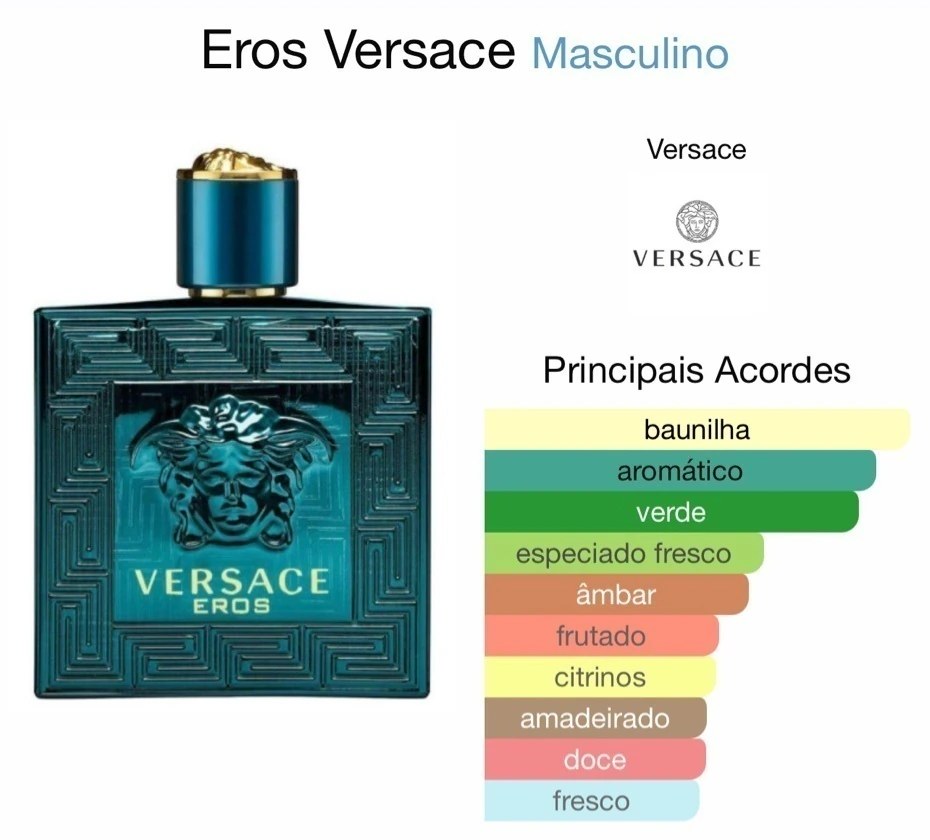 Eros Versace Masculino
Versace
VERSACE
Principais Acordes
baunilha
aromático
verde
especiado fresco
âmbar
frutado
citrinos
amadeirado
doce
fresco
VERSACE
EROS